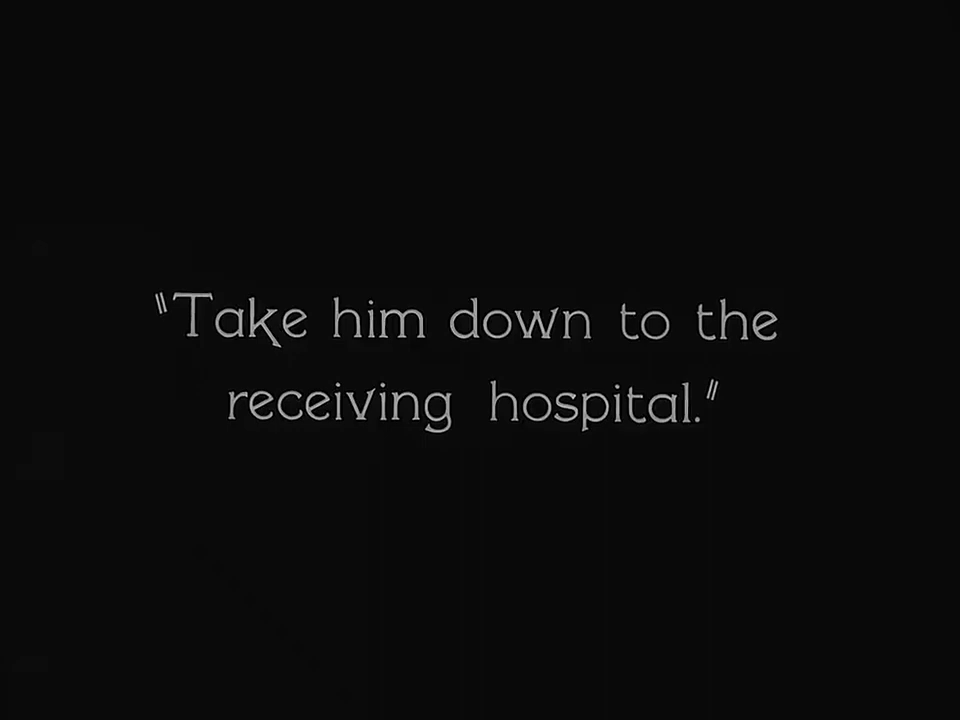 "Take him down to the
receiving hospital."